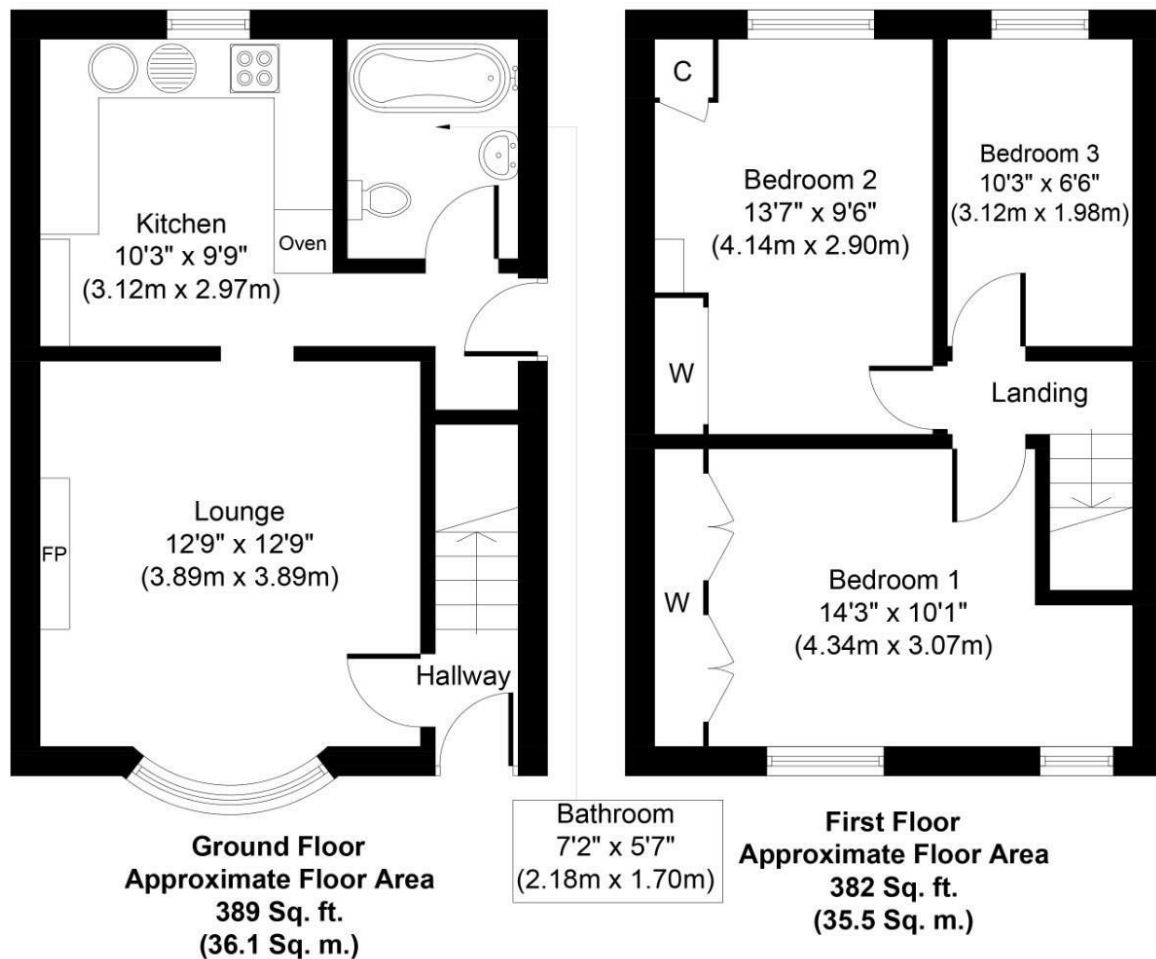 Kitchen
10'3" x 9'9"
(3.12m x 2.97m)
Oven
Lounge
12'9" x 12'9"
(3.89m x 3.89m)
FP
Hallway
Bathroom
7'2" x 5'7"
(2.18m x 1.70m)
Ground Floor
Approximate Floor Area
389 Sq. ft.
(36.1 Sq. m.)
C
Bedroom 2
13'7" x 9'6"
(4.14m x 2.90m)
Bedroom 3
10'3" x 6'6"
(3.12m x 1.98m)
W
Landing
W
Bedroom 1
14'3" x 10'1"
(4.34m x 3.07m)
First Floor
Approximate Floor Area
382 Sq. ft.
(35.5 Sq. m.)